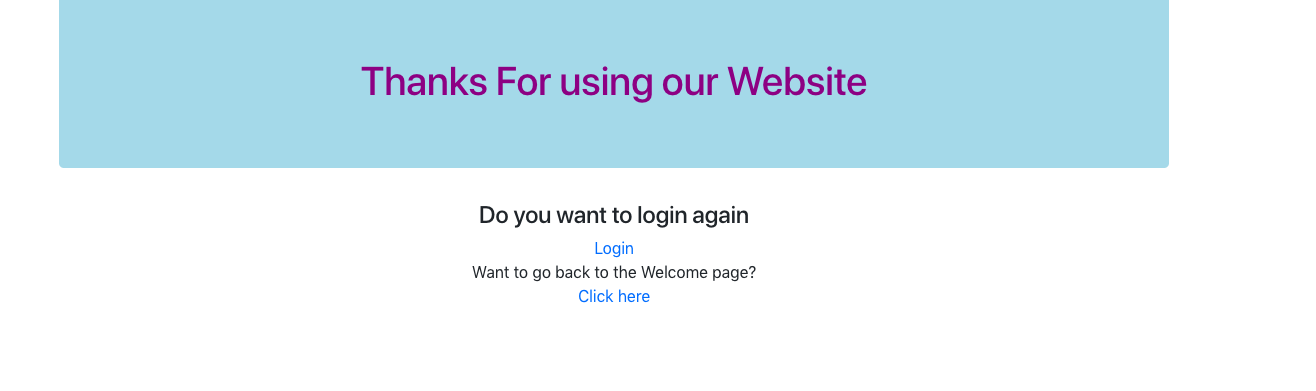 Thanks For using our Website
Do you want to login again
Login
Want to go back to the Welcome page?
Click here